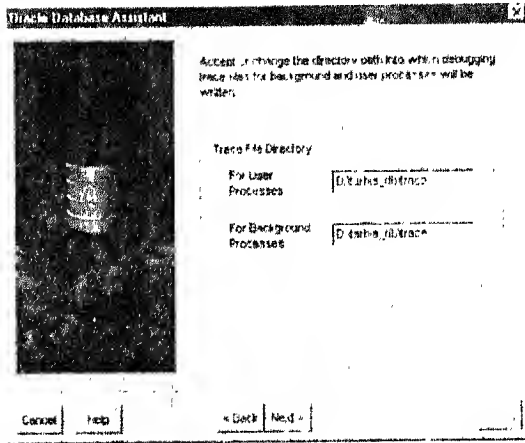 Oracle Database Assistant
Accept or change the directory path into which debugging
trace files for background and user processes will be
written.
Trace File Directory
For User
Processes
For Background
Processes
Cancel
Help
< Back
Next >